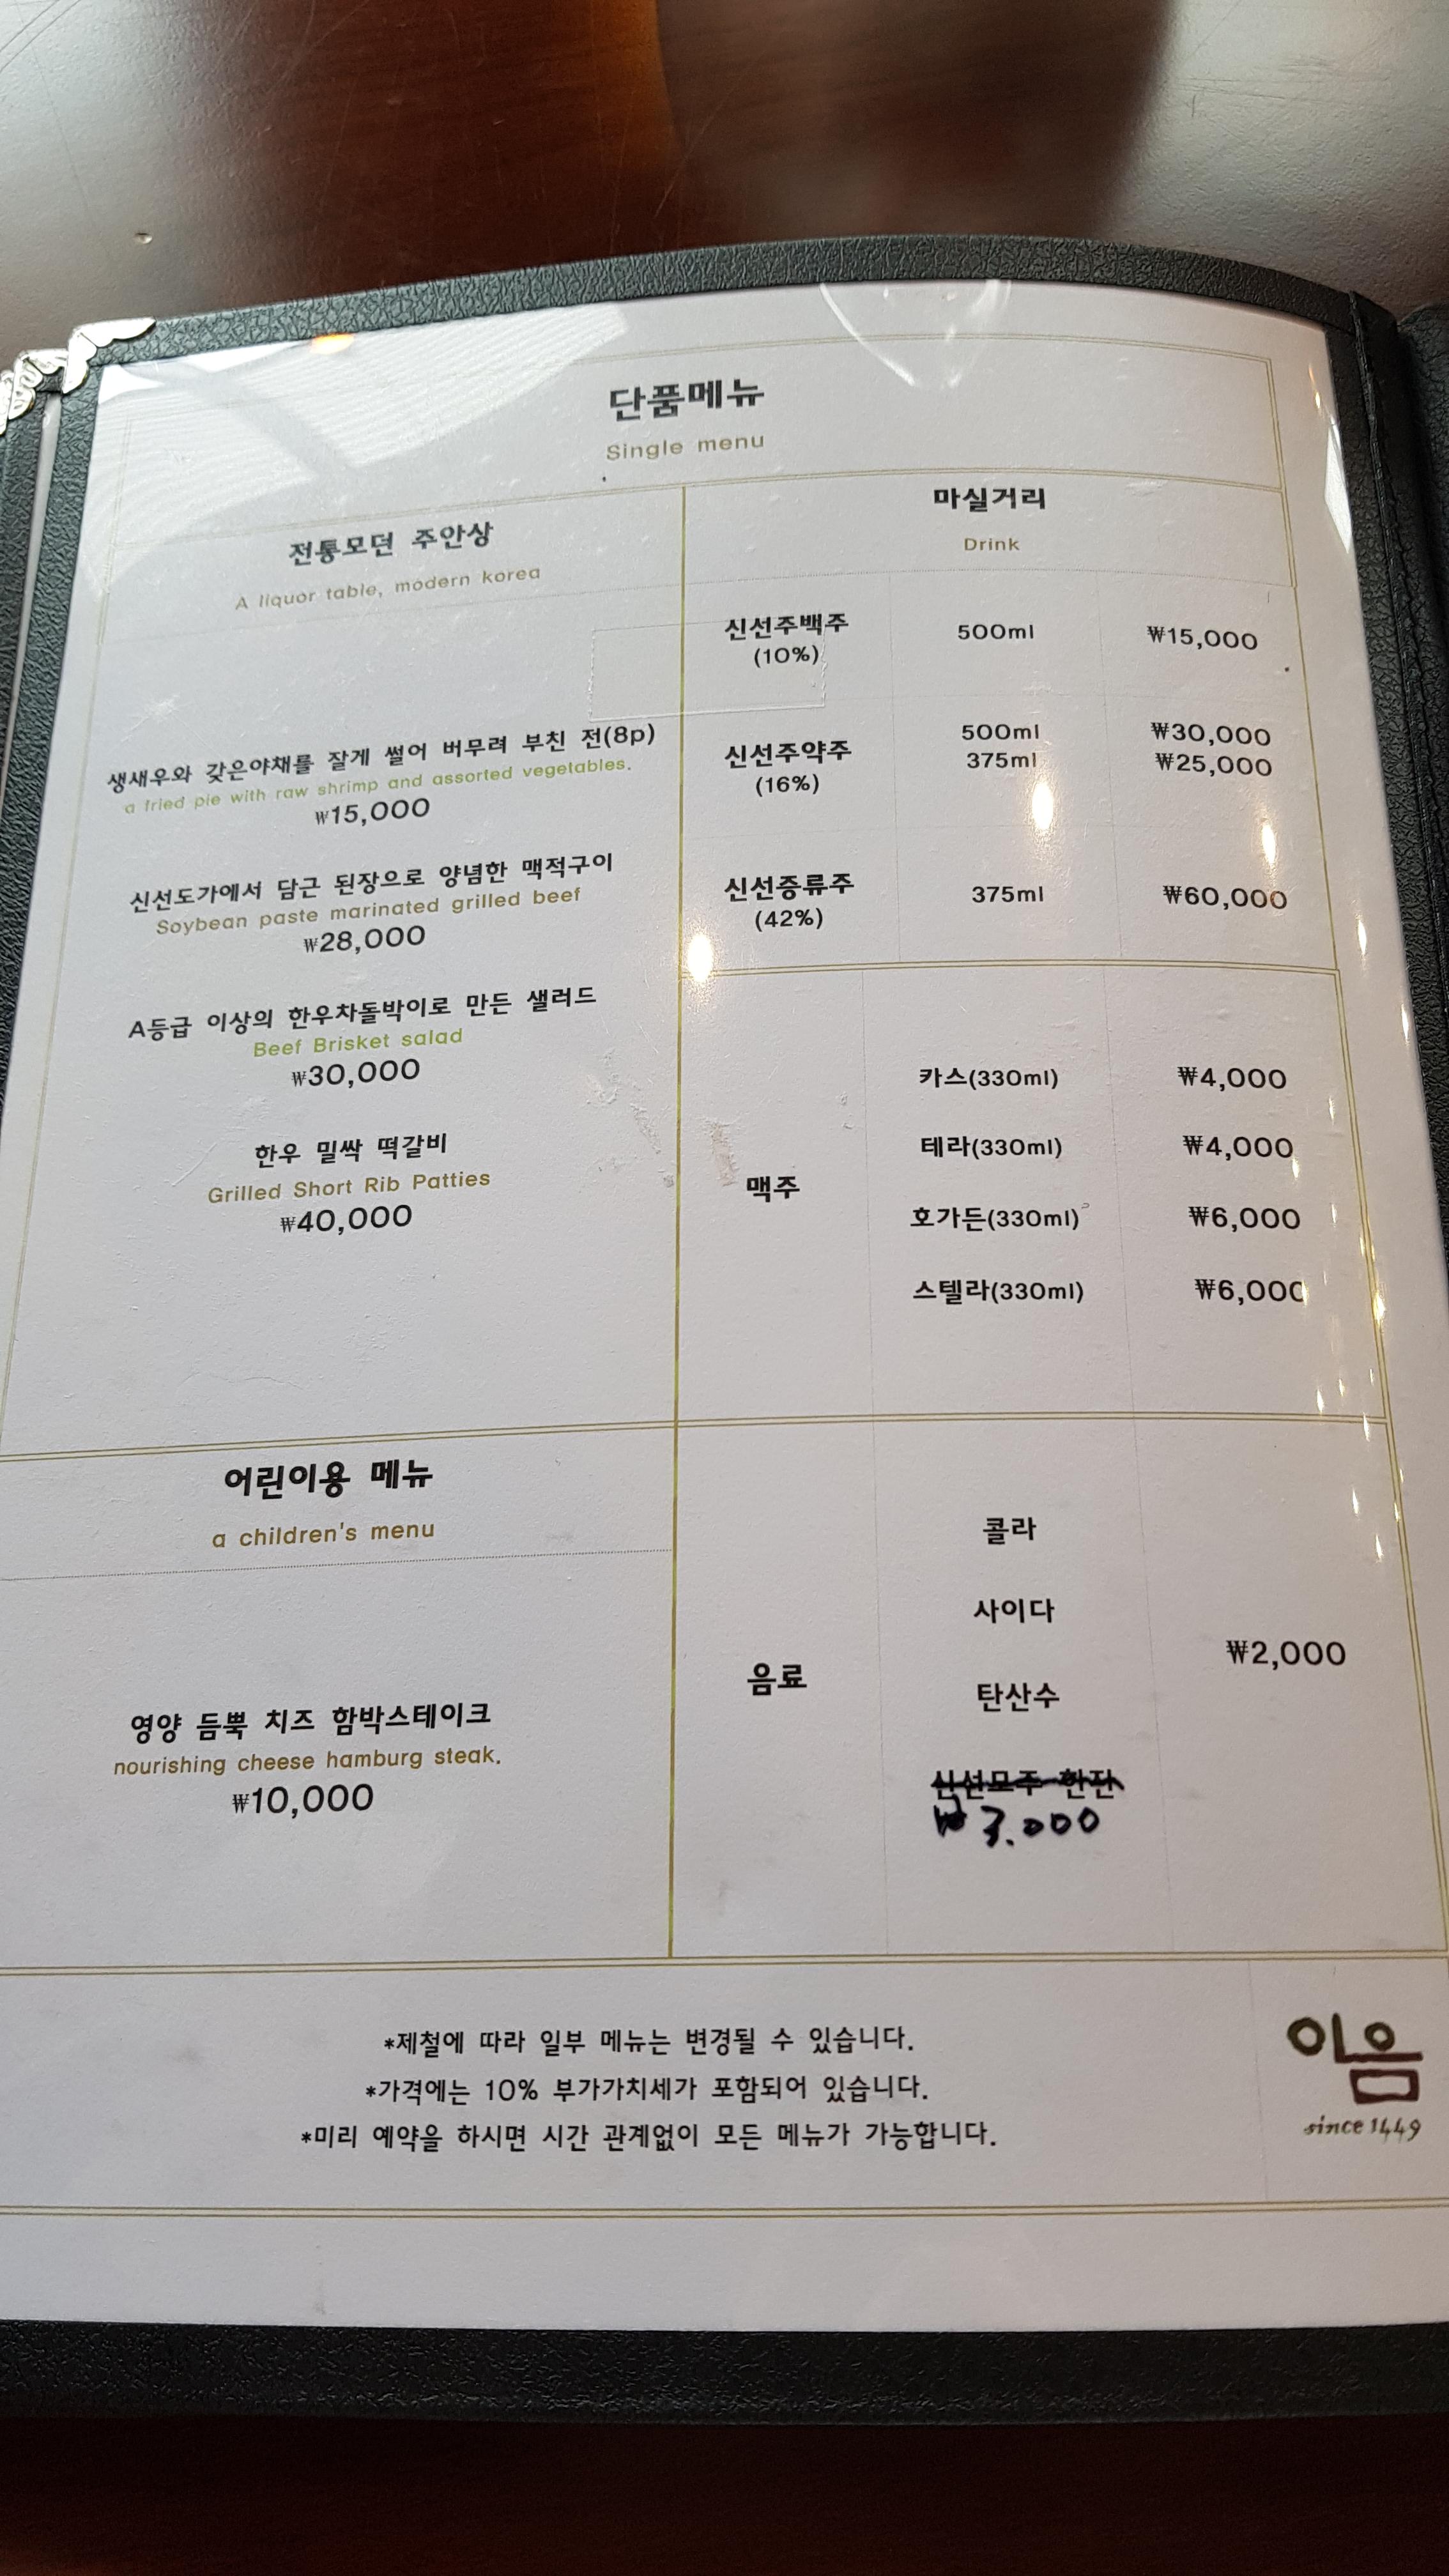 단품메뉴
Single menu
전통모던 주안상
A liquor table, modern korea
생새우와 갖은야채를 잘게 썰어 버무려 부친 전(8p)
a fried pie with raw shrimp and assorted vegetables.
₩15,000
신선도가에서 담근 된장으로 양념한 맥적구이
Soybean paste marinated grilled beef
₩28,000
A등급 이상의 한우차돌박이로 만든 샐러드
Beef Brisket salad
₩30,000
한우 밀싹 떡갈비
Grilled Short Rib Patties
₩40,000
어린이용 메뉴
a children's menu
영양 듬뿍 치즈 함박스테이크
nourishing cheese hamburg steak.
₩10,000
마실거리
Drink
신선주백주 500ml ₩15,000
(10%)
신선주약주
(16%)
500ml ₩30,000
375ml ₩25,000
신선증류주 375ml ₩60,000
(42%)
맥주
카스(330ml) ₩4,000
테라(330ml) ₩4,000
호가든(330ml) ₩6,000
스텔라(330ml) ₩6,000
음료
콜라
사이다
탄산수
₩2,000
신선모주 한잔
₩3.000
*제철에 따라 일부 메뉴는 변경될 수 있습니다.
*가격에는 10% 부가가치세가 포함되어 있습니다.
*미리 예약을 하시면 시간 관계없이 모든 메뉴가 가능합니다.
이음
since 1449